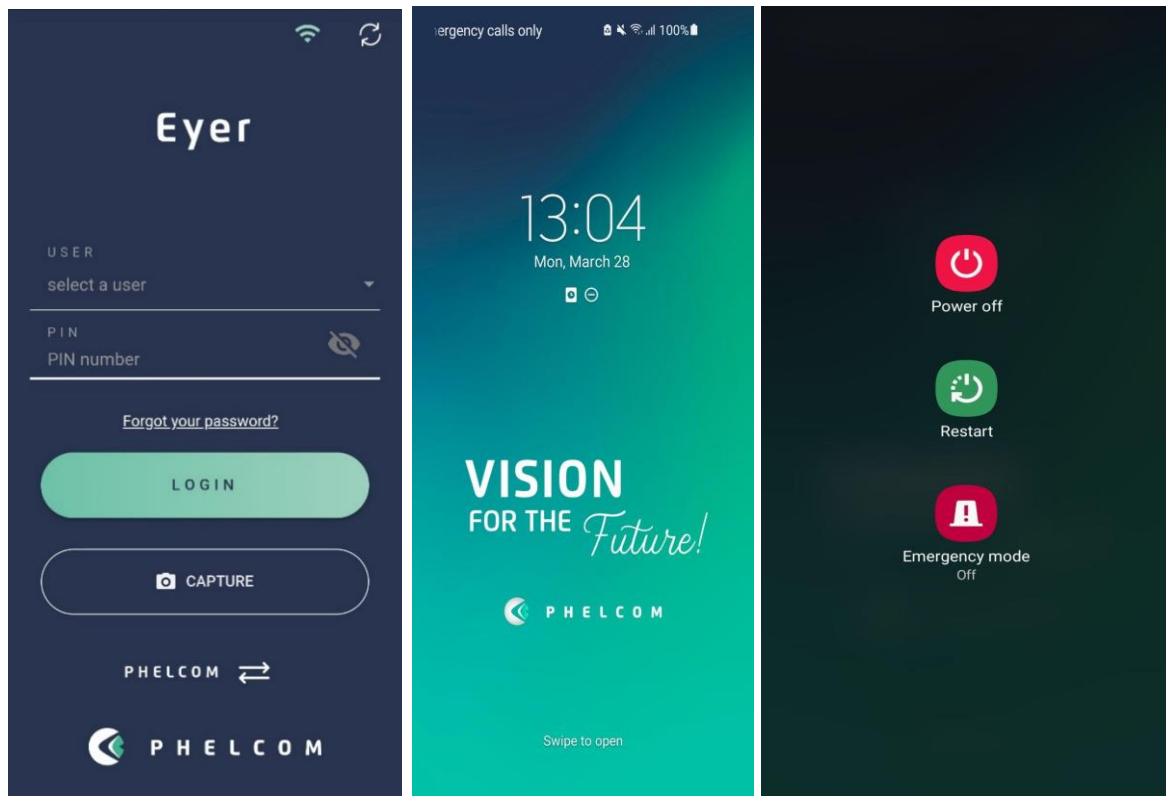 Eyer
USER
select a user
PIN
PIN number
Forgot your password?
LOGIN
CAPTURE
PHELCOM
PHELCOM
ergency calls only 100%
13:04
Mon, March 28
VISION
FOR THE Future!
PHELCOM
Swipe to open
Power off
Restart
Emergency mode
Off